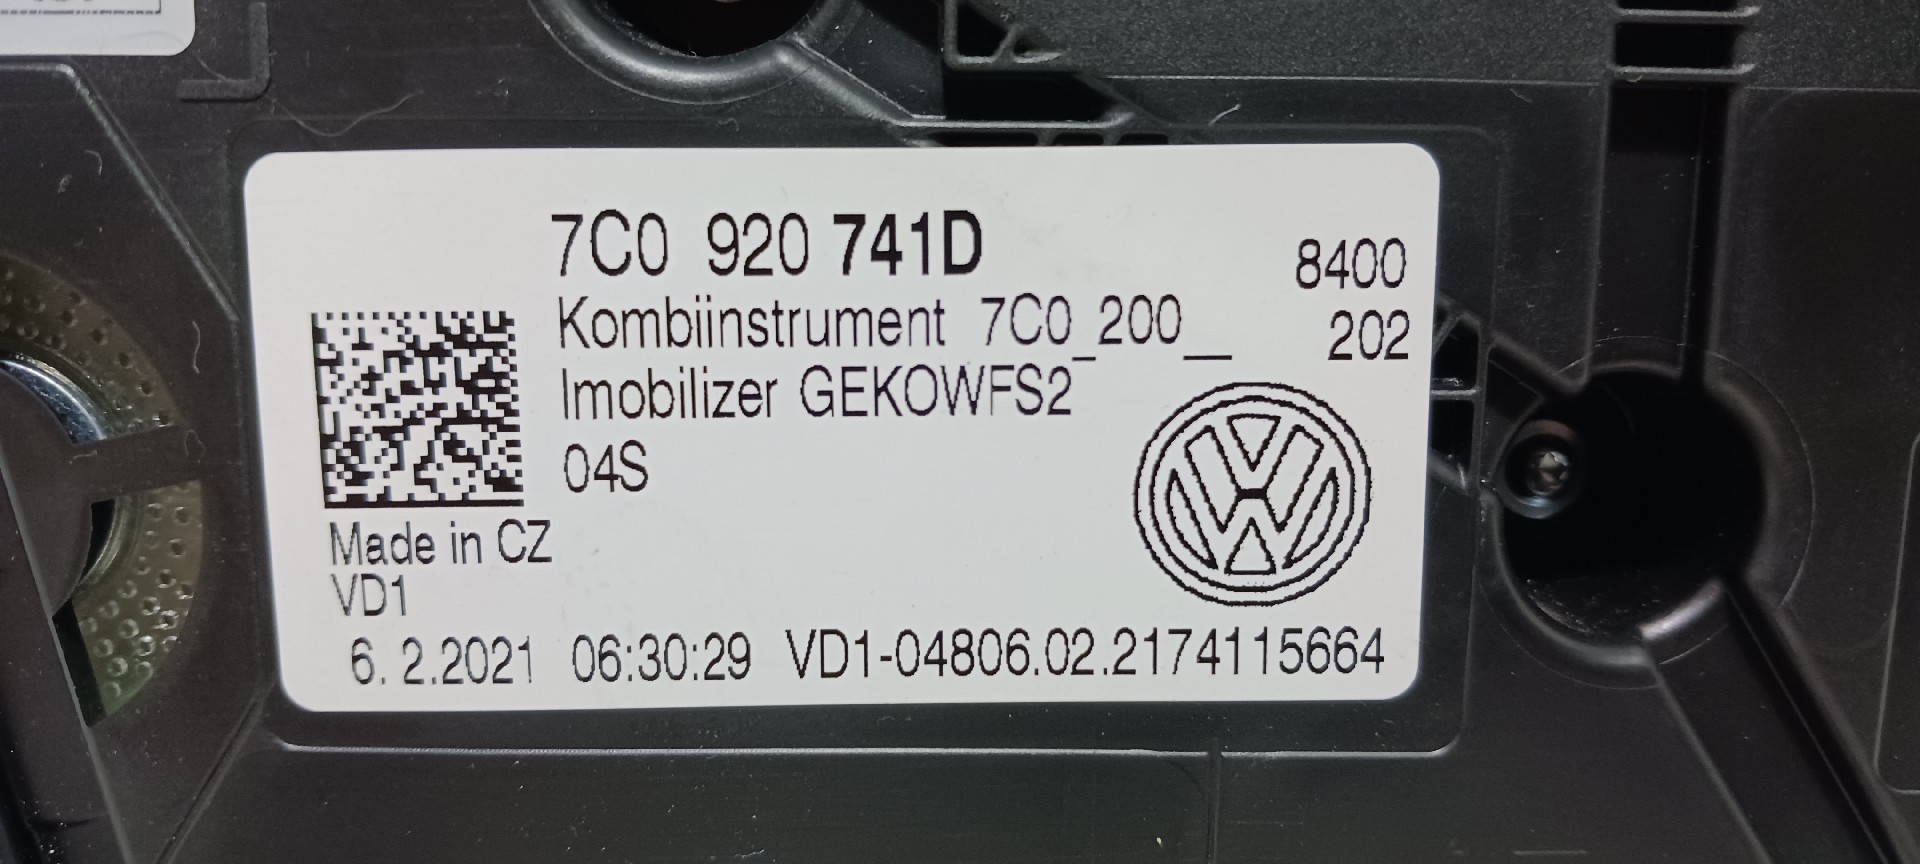 7C0 920 741D 8400
Kombiinstrument 7C0_200__ 202
Imobilizer GEKOWFS2
04S
Made in CZ
VD1
6. 2.2021 06:30:29 VD1-04806.02.2174115664